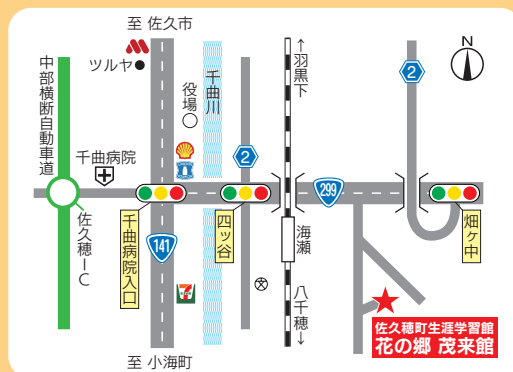 至 佐久市
N
ツルヤ
中部横断自動車道
役場
千曲川
↑羽黒下
2
2
千曲病院
299
佐久穂IC
千曲病院入口
141
四ッ谷
海瀬
畑ヶ中
7
文
八千穂↓
佐久穂町生涯学習館
花の郷 茂来館
至 小海町